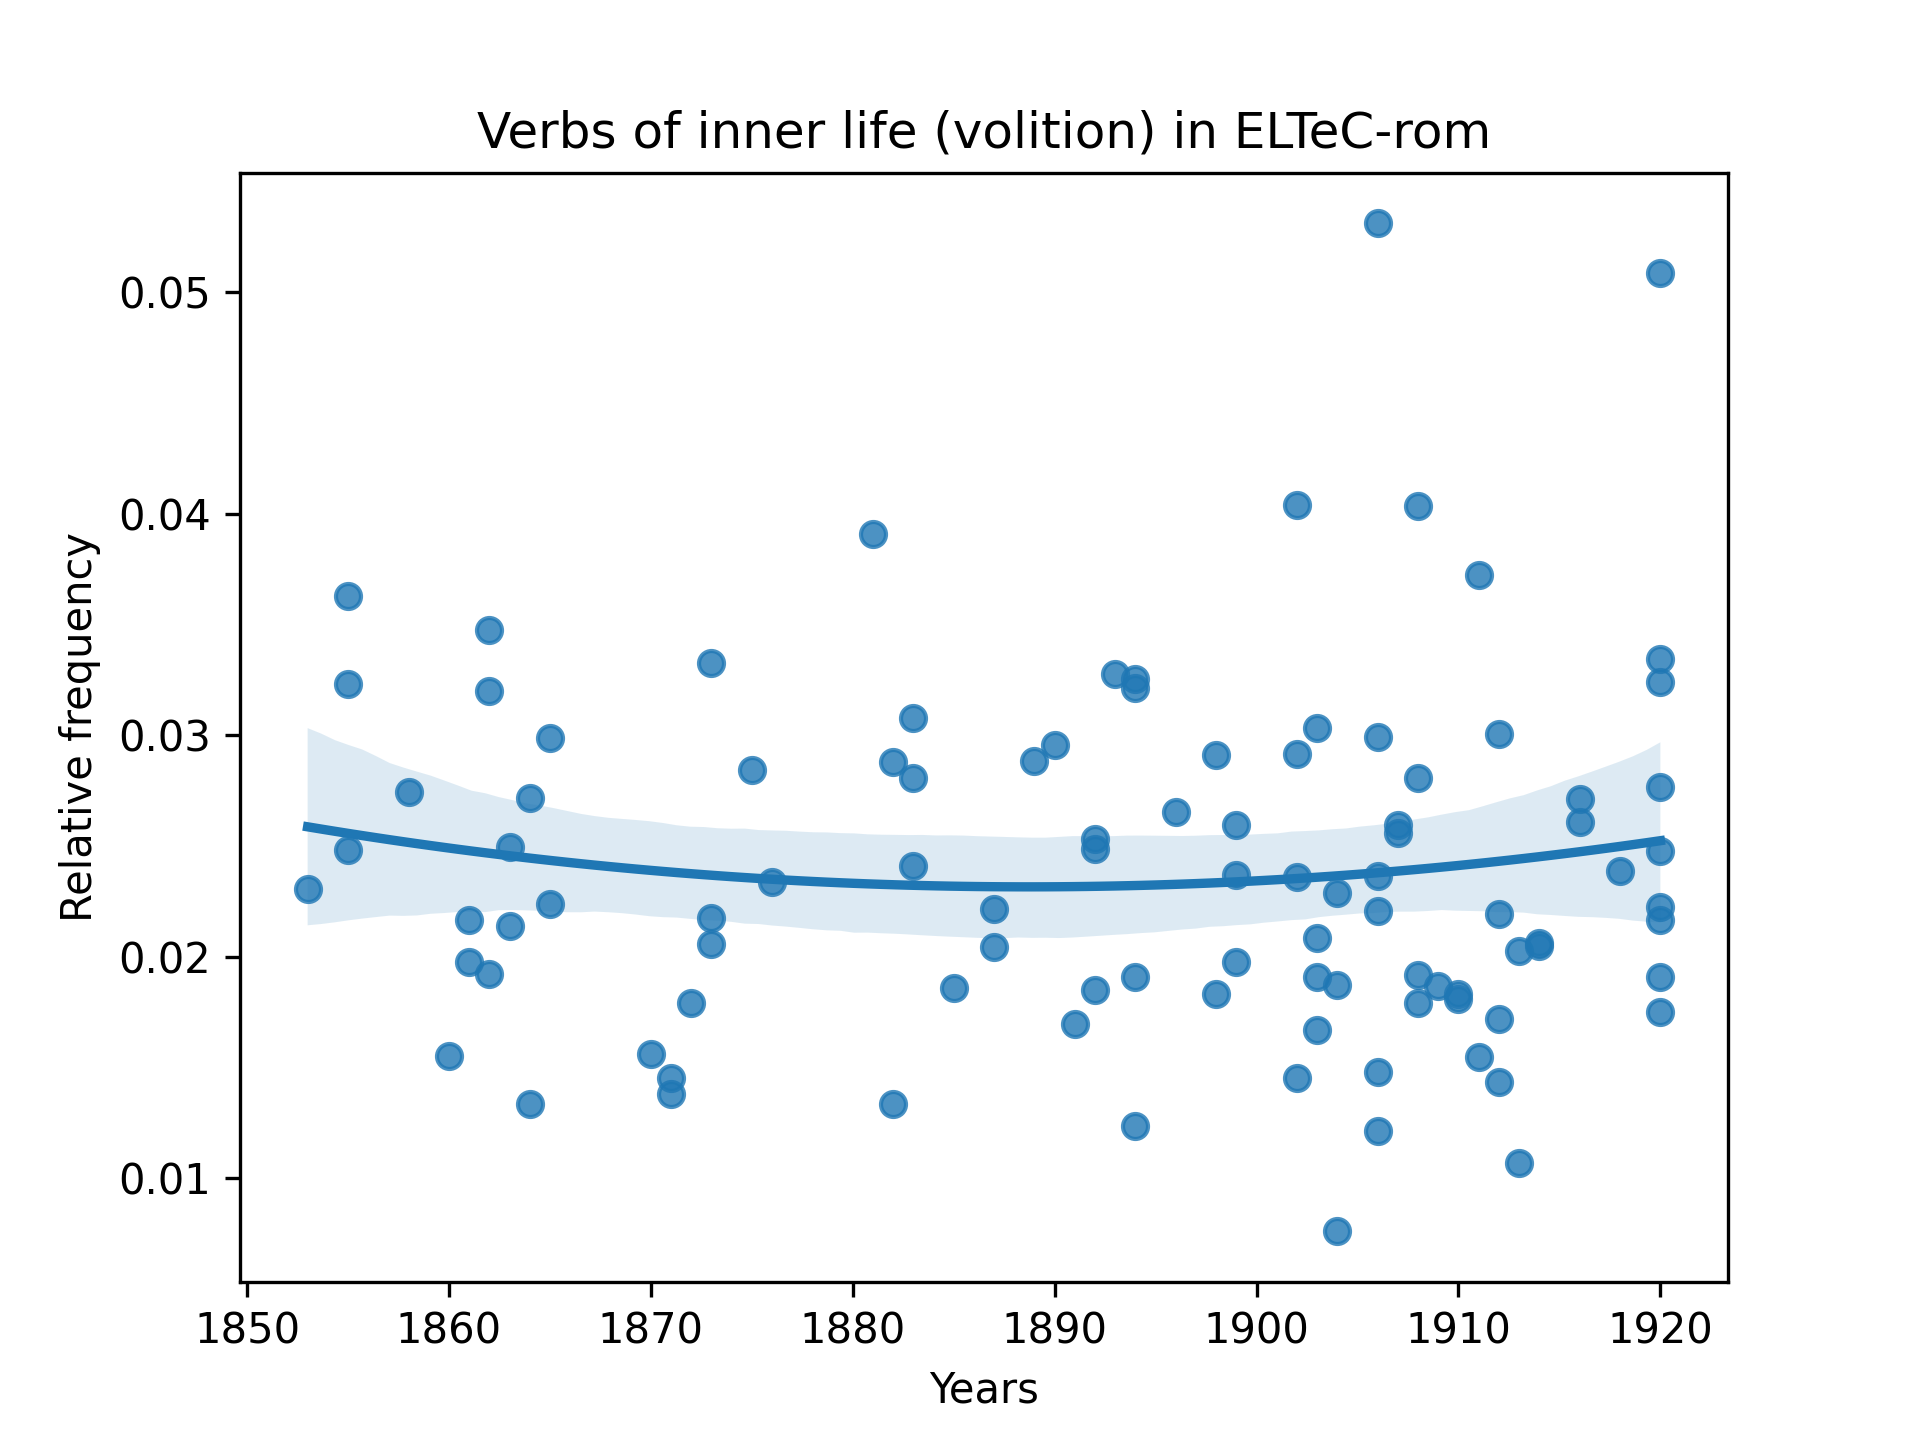 Verbs of inner life (volition) in ELTeC-rom
0.05
0.04
0.03
0.02
0.01
Relative frequency
1850 1860 1870 1880 1890 1900 1910 1920
Years